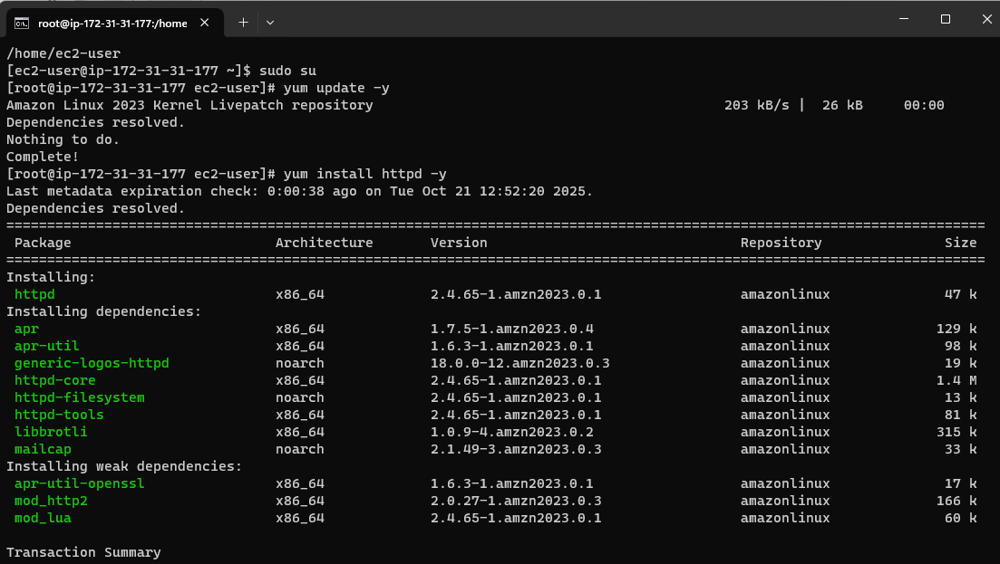 root@ip-172-31-31-177:/home
/home/ec2-user
[ec2-user@ip-172-31-31-177 ~]$ sudo su
[root@ip-172-31-31-177 ec2-user]# yum update -y
Amazon Linux 2023 Kernel Livepatch repository 203 kB/s | 26 kB 00:00
Dependencies resolved.
Nothing to do.
Complete!
[root@ip-172-31-31-177 ec2-user]# yum install httpd -y
Last metadata expiration check: 0:00:38 ago on Tue Oct 21 12:52:20 2025.
Dependencies resolved.
Package Architecture Version Repository Size
Installing:
httpd x86_64 2.4.65-1.amzn2023.0.1 amazonlinux 47 k
Installing dependencies:
apr x86_64 1.7.5-1.amzn2023.0.4 amazonlinux 129 k
apr-util x86_64 1.6.3-1.amzn2023.0.1 amazonlinux 98 k
generic-logos-httpd noarch 18.0.0-12.amzn2023.0.3 amazonlinux 19 k
httpd-core x86_64 2.4.65-1.amzn2023.0.1 amazonlinux 1.4 M
httpd-filesystem noarch 2.4.65-1.amzn2023.0.1 amazonlinux 13 k
httpd-tools x86_64 2.4.65-1.amzn2023.0.1 amazonlinux 81 k
libbrotli x86_64 1.0.9-4.amzn2023.0.2 amazonlinux 315 k
mailcap noarch 2.1.49-3.amzn2023.0.3 amazonlinux 33 k
Installing weak dependencies:
apr-util-openssl x86_64 1.6.3-1.amzn2023.0.1 amazonlinux 17 k
mod_http2 x86_64 2.0.27-1.amzn2023.0.3 amazonlinux 166 k
mod_lua x86_64 2.4.65-1.amzn2023.0.1 amazonlinux 60 k
Transaction Summary